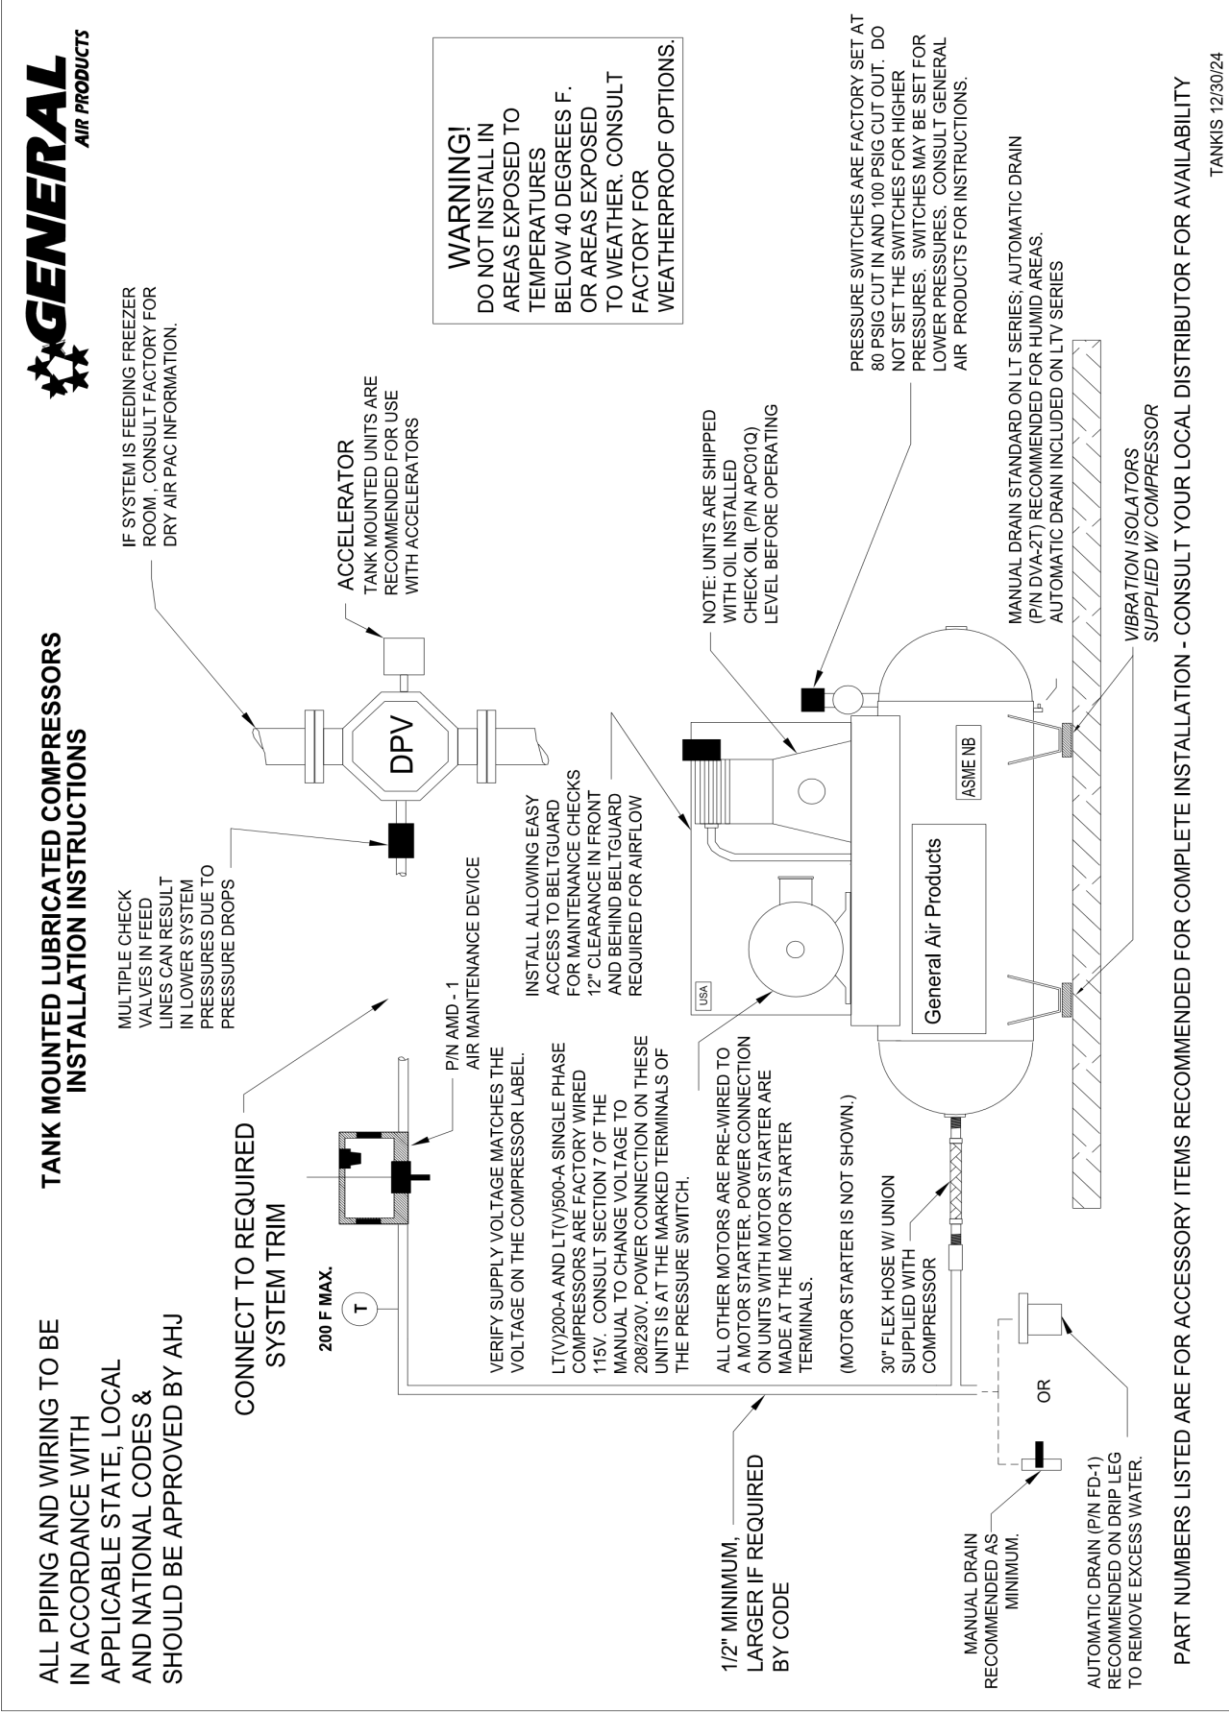 ALL PIPING AND WIRING TO BE
IN ACCORDANCE WITH
APPLICABLE STATE, LOCAL
AND NATIONAL CODES &
SHOULD BE APPROVED BY AHJ
TANK MOUNTED LUBRICATED COMPRESSORS
INSTALLATION INSTRUCTIONS
GENERAL
AIR PRODUCTS
MULTIPLE CHECK
VALVES IN FEED
LINES CAN RESULT
IN LOWER SYSTEM
PRESSURES DUE TO
PRESSURE DROPS
IF SYSTEM IS FEEDING FREEZER
ROOM , CONSULT FACTORY FOR
DRY AIR PAC INFORMATION.
CONNECT TO REQUIRED
SYSTEM TRIM
200 F MAX.
T
P/N AMD - 1
AIR MAINTENANCE DEVICE
DPV
ACCELERATOR
TANK MOUNTED UNITS ARE
RECOMMENDED FOR USE
WITH ACCELERATORS
WARNING!
DO NOT INSTALL IN
AREAS EXPOSED TO
TEMPERATURES
BELOW 40 DEGREES F.
OR AREAS EXPOSED
TO WEATHER. CONSULT
FACTORY FOR
WEATHERPROOF OPTIONS.
VERIFY SUPPLY VOLTAGE MATCHES THE
VOLTAGE ON THE COMPRESSOR LABEL.
LT(V)200-A AND LT(V)500-A SINGLE PHASE
COMPRESSORS ARE FACTORY WIRED
115V. CONSULT SECTION 7 OF THE
MANUAL TO CHANGE VOLTAGE TO
208/230V. POWER CONNECTION ON THESE
UNITS IS AT THE MARKED TERMINALS OF
THE PRESSURE SWITCH.
ALL OTHER MOTORS ARE PRE-WIRED TO
A MOTOR STARTER. POWER CONNECTION
ON UNITS WITH MOTOR STARTER ARE
MADE AT THE MOTOR STARTER
TERMINALS.
(MOTOR STARTER IS NOT SHOWN.)
INSTALL ALLOWING EASY
ACCESS TO BELTGUARD
FOR MAINTENANCE CHECKS
12" CLEARANCE IN FRONT
AND BEHIND BELTGUARD
REQUIRED FOR AIRFLOW
NOTE: UNITS ARE SHIPPED
WITH OIL INSTALLED
CHECK OIL (P/N APC01Q)
LEVEL BEFORE OPERATING
PRESSURE SWITCHES ARE FACTORY SET AT
80 PSIG CUT IN AND 100 PSIG CUT OUT. DO
NOT SET THE SWITCHES FOR HIGHER
PRESSURES. SWITCHES MAY BE SET FOR
LOWER PRESSURES. CONSULT GENERAL
AIR PRODUCTS FOR INSTRUCTIONS.
1/2" MINIMUM,
LARGER IF REQUIRED
BY CODE
30" FLEX HOSE W/ UNION
SUPPLIED WITH
COMPRESSOR
USA
General Air Products
ASME NB
MANUAL DRAIN STANDARD ON LT SERIES; AUTOMATIC DRAIN
(P/N DVA-2T) RECOMMENDED FOR HUMID AREAS.
AUTOMATIC DRAIN INCLUDED ON LTV SERIES
MANUAL DRAIN
RECOMMENDED AS
MINIMUM.
OR
AUTOMATIC DRAIN (P/N FD-1)
RECOMMENDED ON DRIP LEG
TO REMOVE EXCESS WATER.
VIBRATION ISOLATORS
SUPPLIED W/ COMPRESSOR
PART NUMBERS LISTED ARE FOR ACCESSORY ITEMS RECOMMENDED FOR COMPLETE INSTALLATION - CONSULT YOUR LOCAL DISTRIBUTOR FOR AVAILABILITY
TANKIS 12/30/24